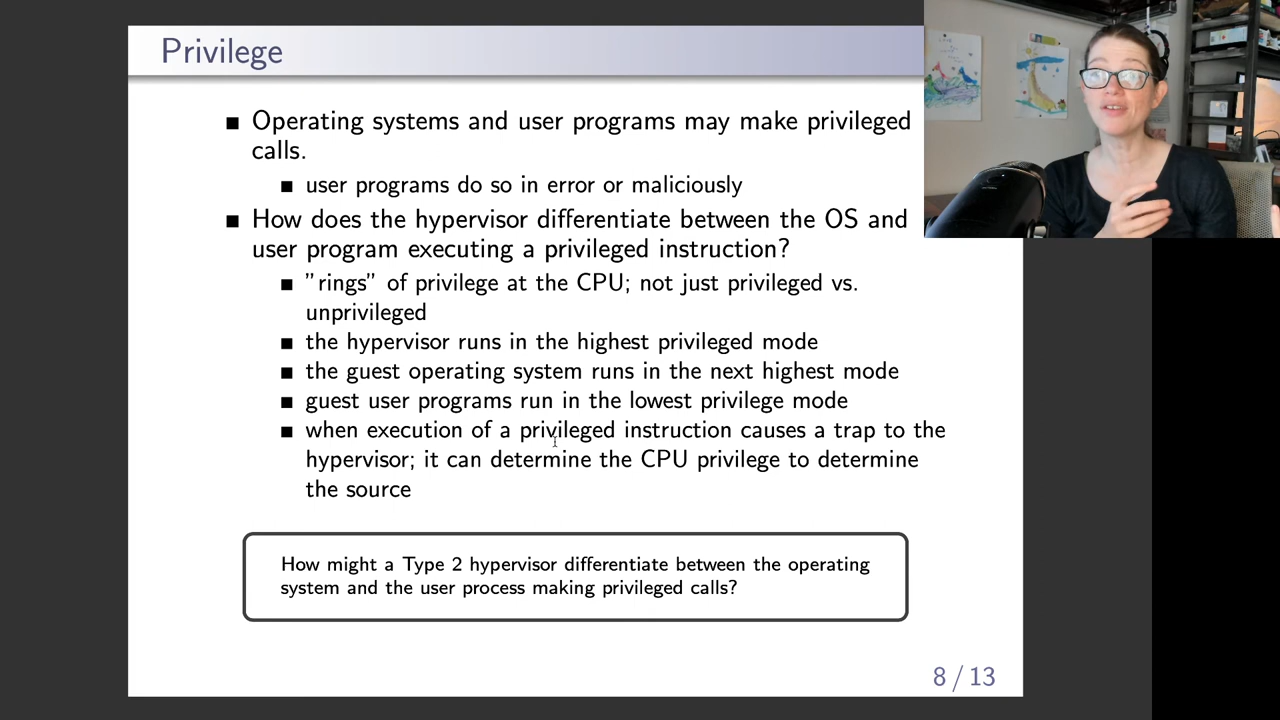 Privilege
Operating systems and user programs may make privileged
calls.
user programs do so in error or maliciously
How does the hypervisor differentiate between the OS and
user program executing a privileged instruction?
"rings" of privilege at the CPU; not just privileged vs.
unprivileged
the hypervisor runs in the highest privileged mode
the guest operating system runs in the next highest mode
guest user programs run in the lowest privilege mode
when execution of a privileged instruction causes a trap to the
hypervisor; it can determine the CPU privilege to determine
the source
How might a Type 2 hypervisor differentiate between the operating
system and the user process making privileged calls?
8 / 13